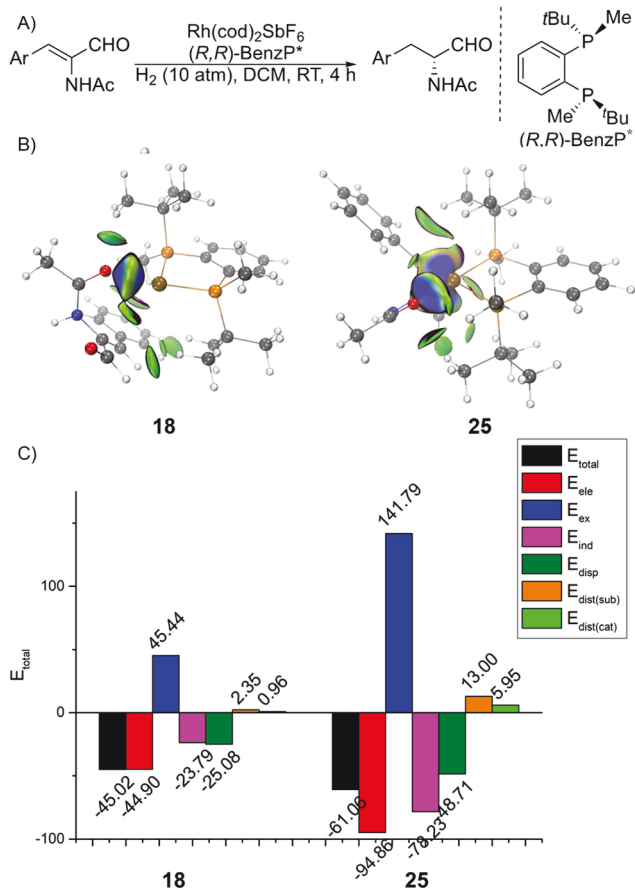 A)
Ar
CHO
NHAc
Rh(cod)2SbF6
(R,R)-BenzP*
H2 (10 atm), DCM, RT, 4 h
Ar
CHO
NHAc
tBu
Me
P
P
Me
tBu
(R,R)-BenzP*
B)
18
25
C)
Etotal
Eele
Eex
Eind
Edisp
Edist(sub)
Edist(cat)
Etotal
100
0
-100
-45.02
-44.90
45.44
-23.79
-25.08
2.35
0.96
-61.06
-94.86
141.79
-78.23
-48.71
13.00
5.95
18
25